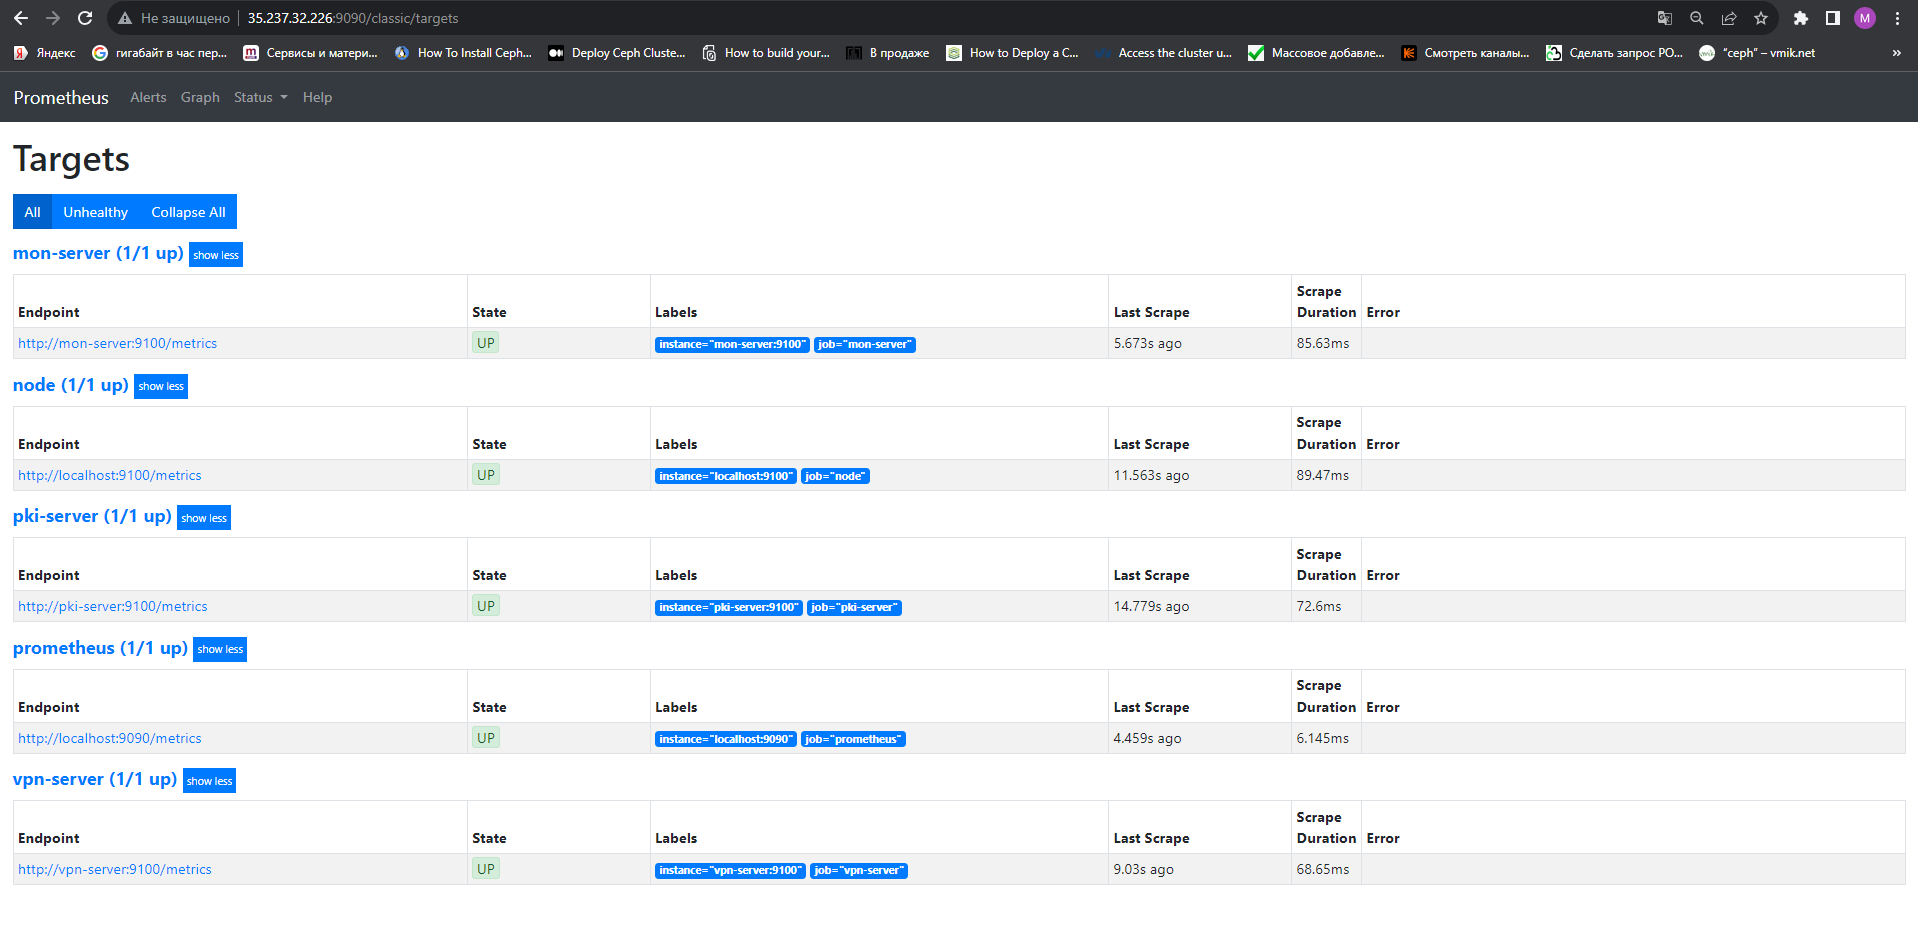 Не защищено 35.237.32.226:9090/classic/targets
Яндекс гигабайт в час пер... Сервисы и матери... How To Install Ceph... Deploy Ceph Cluste... How to build your... В продаже How to Deploy a C... Access the cluster u... Массовое добавле... Смотреть каналы... Сделать запрос PO... "ceph" – vmik.net »
Prometheus Alerts Graph Status Help
Targets
All Unhealthy Collapse All
mon-server (1/1 up) show less
Endpoint State Labels Last Scrape Scrape Duration Error
http://mon-server:9100/metrics UP instance="mon-server:9100" job="mon-server" 5.673s ago 85.63ms
node (1/1 up) show less
Endpoint State Labels Last Scrape Scrape Duration Error
http://localhost:9100/metrics UP instance="localhost:9100" job="node" 11.563s ago 89.47ms
pki-server (1/1 up) show less
Endpoint State Labels Last Scrape Scrape Duration Error
http://pki-server:9100/metrics UP instance="pki-server:9100" job="pki-server" 14.779s ago 72.6ms
prometheus (1/1 up) show less
Endpoint State Labels Last Scrape Scrape Duration Error
http://localhost:9090/metrics UP instance="localhost:9090" job="prometheus" 4.459s ago 6.145ms
vpn-server (1/1 up) show less
Endpoint State Labels Last Scrape Scrape Duration Error
http://vpn-server:9100/metrics UP instance="vpn-server:9100" job="vpn-server" 9.03s ago 68.65ms